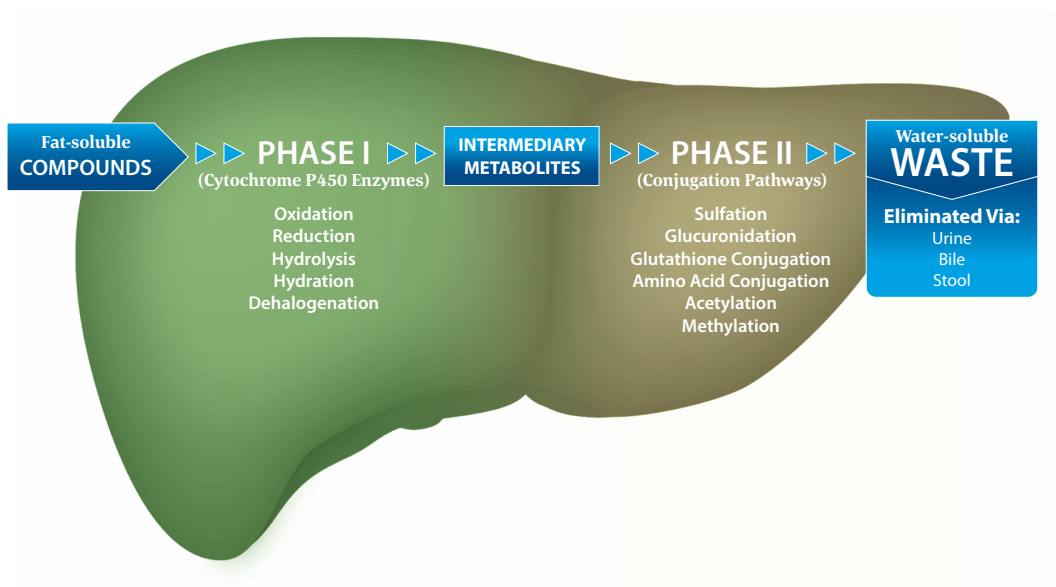 Fat-soluble
COMPOUNDS
PHASE I
(Cytochrome P450 Enzymes)
Oxidation
Reduction
Hydrolysis
Hydration
Dehalogenation
INTERMEDIARY
METABOLITES
PHASE II
(Conjugation Pathways)
Sulfation
Glucuronidation
Glutathione Conjugation
Amino Acid Conjugation
Acetylation
Methylation
Water-soluble
WASTE
Eliminated Via:
Urine
Bile
Stool